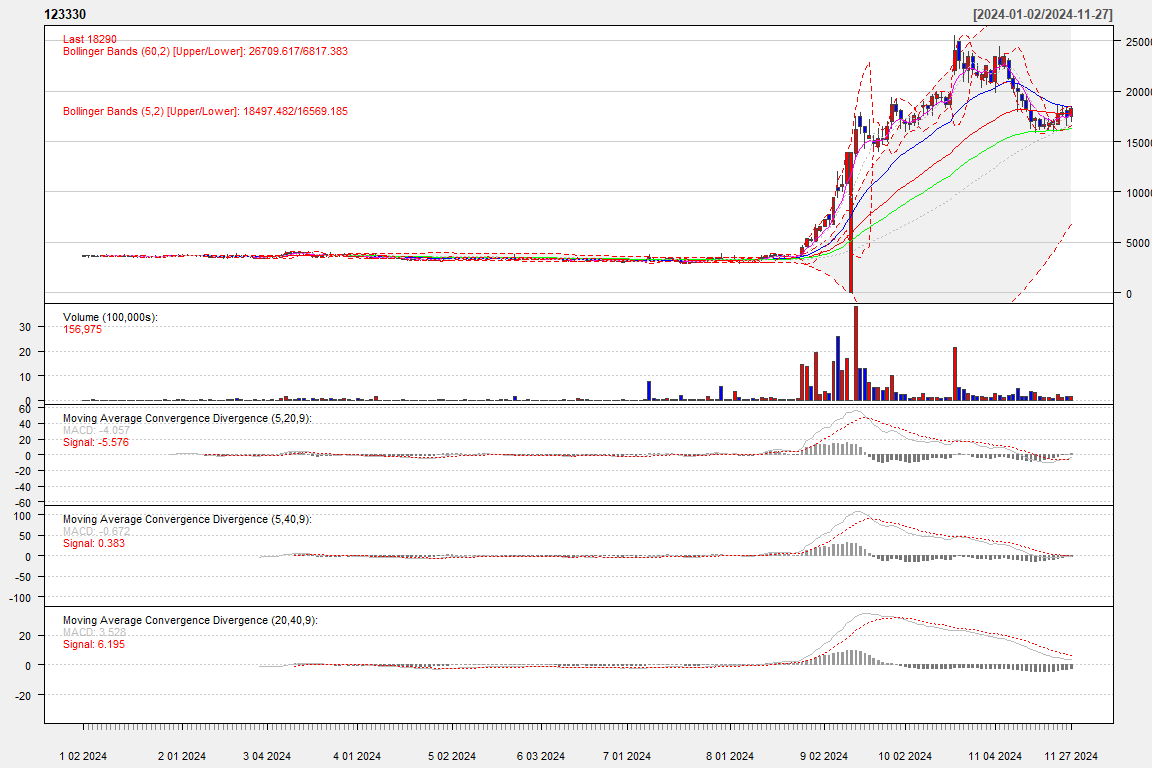 123330 [2024-01-02/2024-11-27]
Last 18290
Bollinger Bands (60,2) [Upper/Lower]: 26709.617/6817.383
Bollinger Bands (5,2) [Upper/Lower]: 18497.482/16569.185
25000
20000
15000
10000
5000
0
Volume (100,000s):
156,975
30
20
10
0
Moving Average Convergence Divergence (5,20,9):
MACD: -4.057
Signal: -5.576
60
40
20
0
-20
-40
-60
Moving Average Convergence Divergence (5,40,9):
MACD: -0.672
Signal: 0.383
100
50
0
-50
-100
Moving Average Convergence Divergence (20,40,9):
MACD: 3.528
Signal: 6.195
20
0
-20
1 02 2024 2 01 2024 3 04 2024 4 01 2024 5 02 2024 6 03 2024 7 01 2024 8 01 2024 9 02 2024 10 02 2024 11 04 2024 11 27 2024